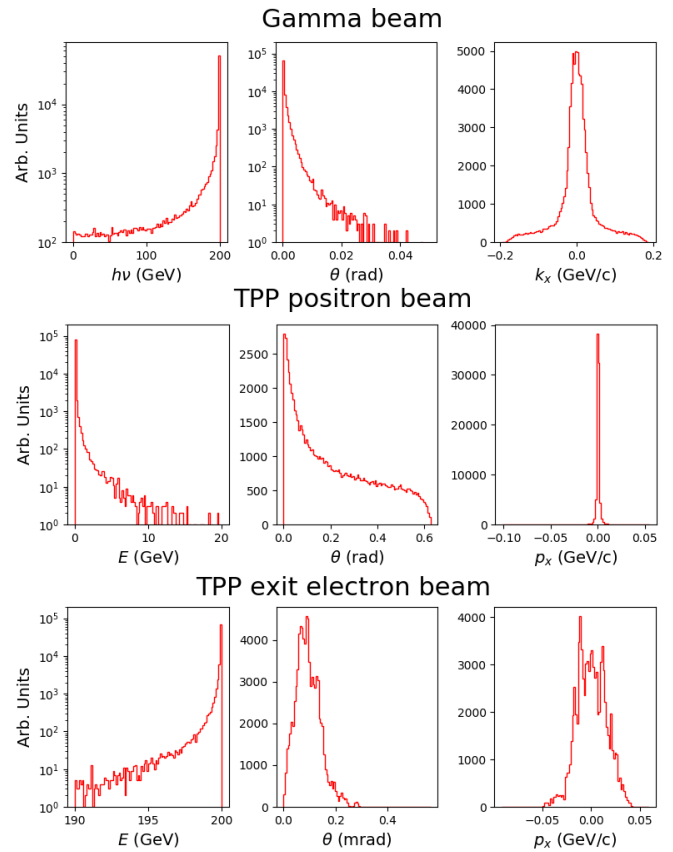 Gamma beam
Arb. Units
10⁴
10³
10²
0 100 200
hν (GeV)
10⁵
10⁴
10³
10²
10¹
10⁰
0.00 0.02 0.04
θ (rad)
5000
4000
3000
2000
1000
0
−0.2 0.0 0.2
kₓ (GeV/c)
TPP positron beam
Arb. Units
10⁵
10⁴
10³
10²
10¹
10⁰
0 10 20
E (GeV)
2500
2000
1500
1000
500
0
0.0 0.2 0.4 0.6
θ (rad)
40000
30000
20000
10000
0
−0.10 −0.05 0.00 0.05
pₓ (GeV/c)
TPP exit electron beam
Arb. Units
10⁵
10⁴
10³
10²
10¹
10⁰
190 195 200
E (GeV)
4000
3000
2000
1000
0
0.0 0.2 0.4
θ (mrad)
4000
3000
2000
1000
0
−0.05 0.00 0.05
pₓ (GeV/c)